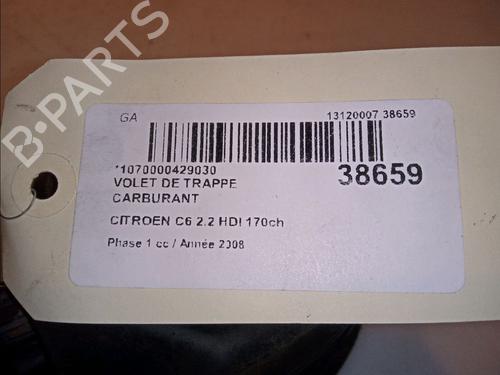 GA
13120007 38659
*1070000429030
38659
VOLET DE TRAPPE
CARBURANT
CITROEN C6 2.2 HDI 170ch
Phase 1 cc / Année 2008
B-PARTS